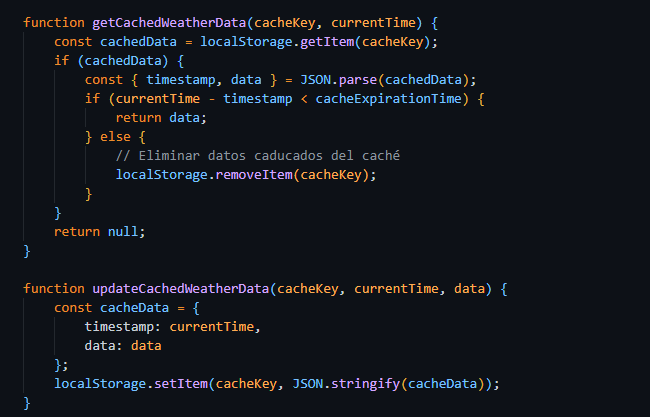 function getCachedWeatherData(cacheKey, currentTime) {
    const cachedData = localStorage.getItem(cacheKey);
    if (cachedData) {
        const { timestamp, data } = JSON.parse(cachedData);
        if (currentTime - timestamp < cacheExpirationTime) {
            return data;
        } else {
            // Eliminar datos caducados del caché
            localStorage.removeItem(cacheKey);
        }
    }
    return null;
}

function updateCachedWeatherData(cacheKey, currentTime, data) {
    const cacheData = {
        timestamp: currentTime,
        data: data
    };
    localStorage.setItem(cacheKey, JSON.stringify(cacheData));
}